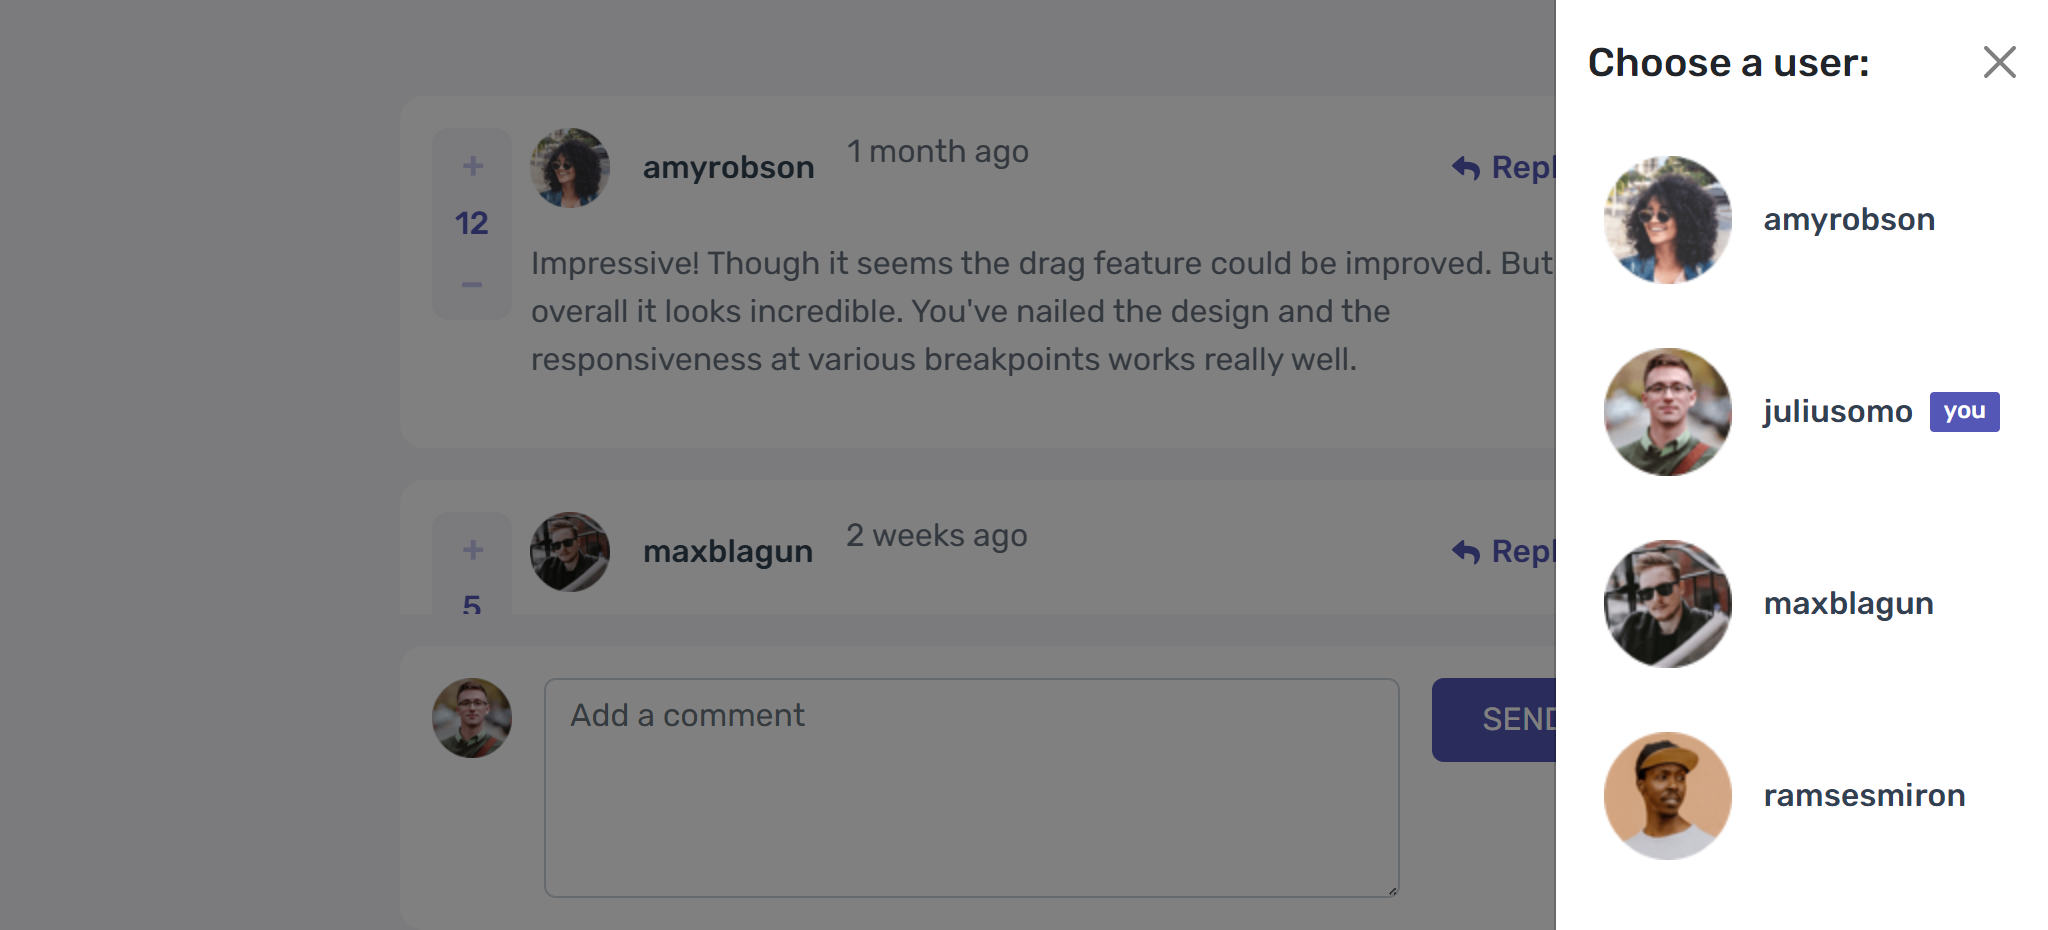 Choose a user:
amyrobson
juliusomo you
maxblagun
ramsesmiron
+
12
−
amyrobson 1 month ago
Repl
Impressive! Though it seems the drag feature could be improved. But
overall it looks incredible. You've nailed the design and the
responsiveness at various breakpoints works really well.
+
5
maxblagun 2 weeks ago
Repl
Add a comment
SEND